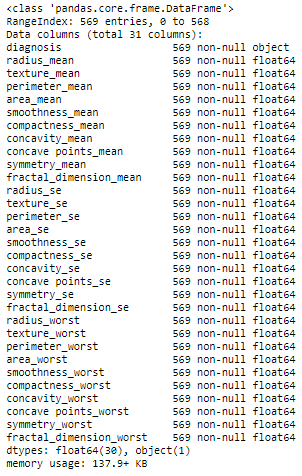 <class 'pandas.core.frame.DataFrame'>
RangeIndex: 569 entries, 0 to 568
Data columns (total 31 columns):
diagnosis                  569 non-null object
radius_mean                569 non-null float64
texture_mean               569 non-null float64
perimeter_mean             569 non-null float64
area_mean                  569 non-null float64
smoothness_mean            569 non-null float64
compactness_mean           569 non-null float64
concavity_mean             569 non-null float64
concave points_mean        569 non-null float64
symmetry_mean              569 non-null float64
fractal_dimension_mean     569 non-null float64
radius_se                  569 non-null float64
texture_se                 569 non-null float64
perimeter_se               569 non-null float64
area_se                    569 non-null float64
smoothness_se              569 non-null float64
compactness_se             569 non-null float64
concavity_se               569 non-null float64
concave points_se          569 non-null float64
symmetry_se                569 non-null float64
fractal_dimension_se       569 non-null float64
radius_worst               569 non-null float64
texture_worst              569 non-null float64
perimeter_worst            569 non-null float64
area_worst                 569 non-null float64
smoothness_worst           569 non-null float64
compactness_worst          569 non-null float64
concavity_worst            569 non-null float64
concave points_worst       569 non-null float64
symmetry_worst             569 non-null float64
fractal_dimension_worst    569 non-null float64
dtypes: float64(30), object(1)
memory usage: 137.9+ KB